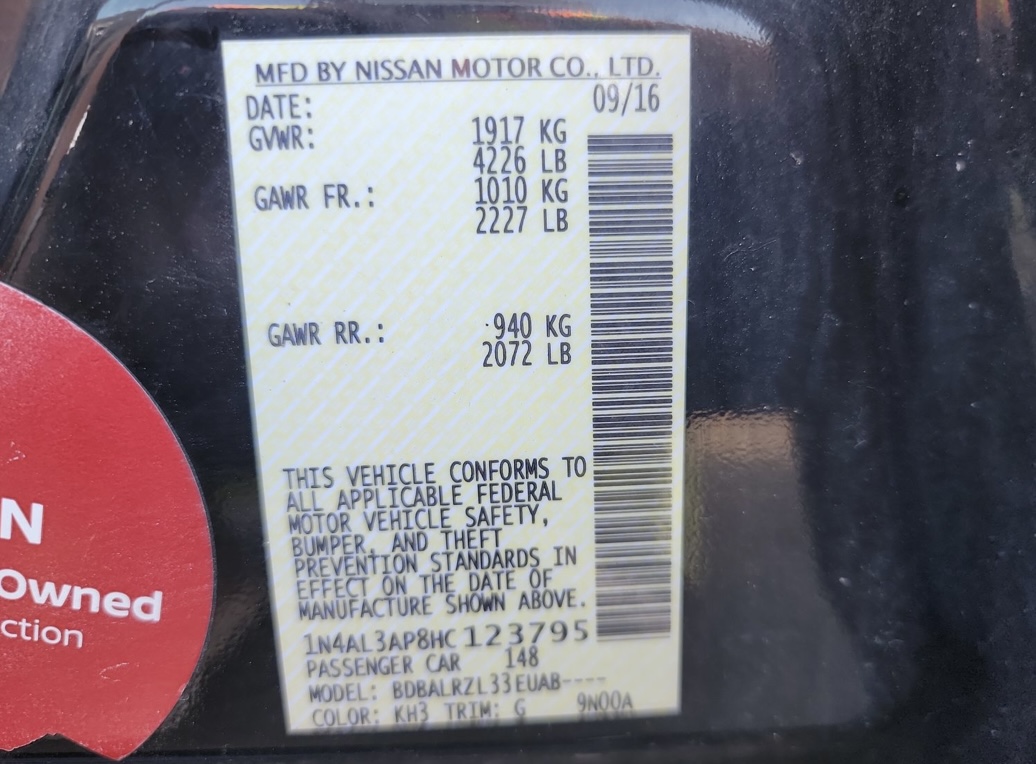 MFD BY NISSAN MOTOR CO., LTD.
DATE: 09/16
GVWR: 1917 KG
4226 LB
GAWR FR.: 1010 KG
2227 LB
GAWR RR.: 940 KG
2072 LB
THIS VEHICLE CONFORMS TO
ALL APPLICABLE FEDERAL
MOTOR VEHICLE SAFETY,
BUMPER, AND THEFT
PREVENTION STANDARDS IN
EFFECT ON THE DATE OF
MANUFACTURE SHOWN ABOVE.
1N4AL3AP8HC123795
PASSENGER CAR 148
MODEL: BDBALRZL33EUAB----
COLOR: KH3 TRIM: G 9N00A
N
Owned
ction